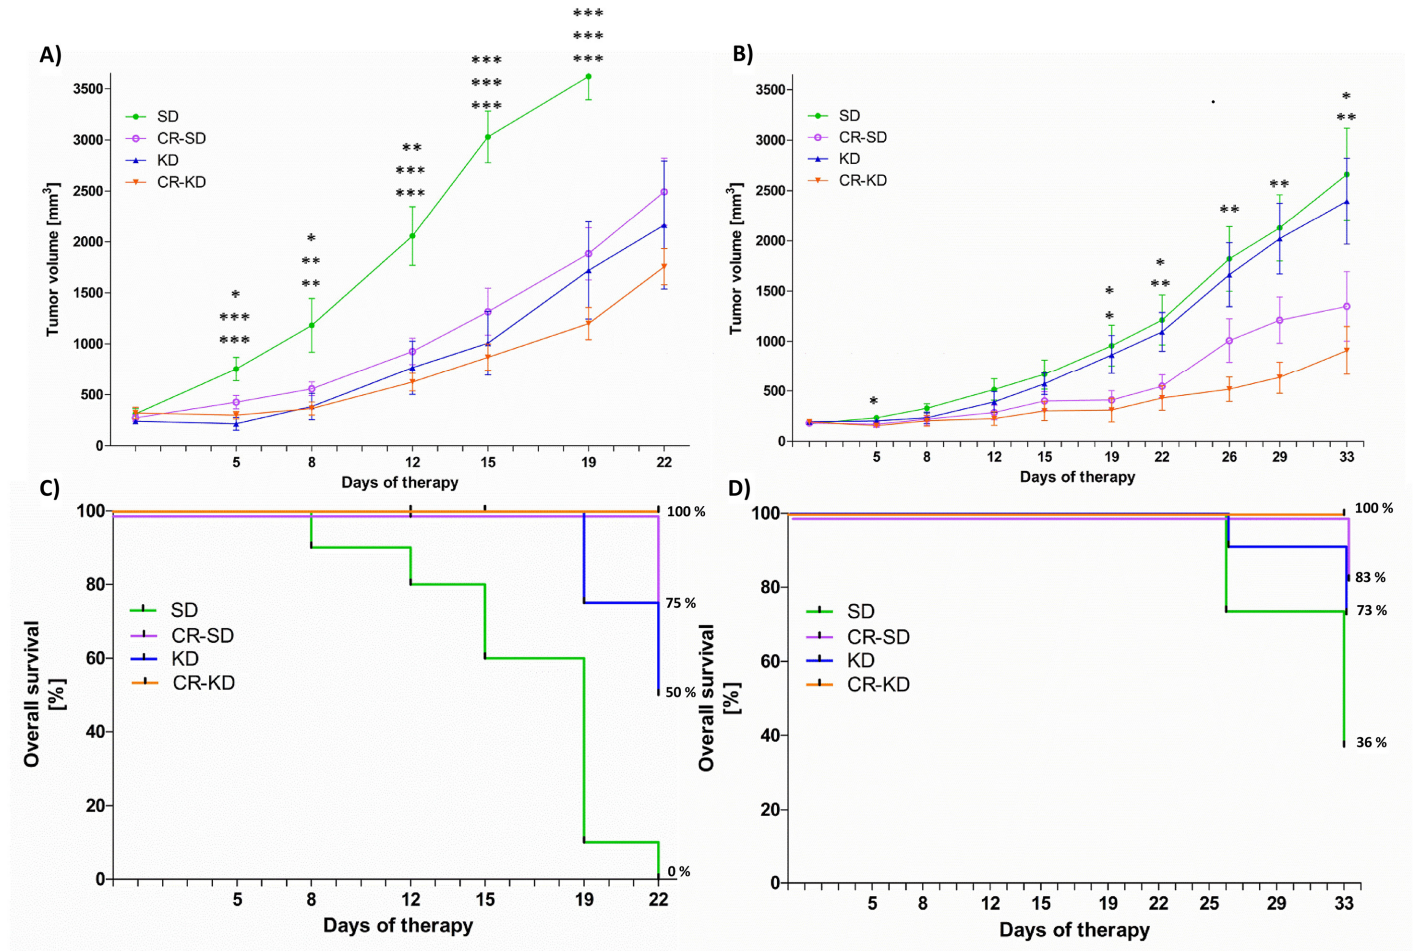 A)
***
***
***
***
***
***
**
***
***
*
**
**
*
***
***
SD
CR-SD
KD
CR-KD
3500
3000
2500
2000
1500
1000
500
0
Tumor volume [mm³]
5 8 12 15 19 22
Days of therapy
B)
*
**
**
**
*
**
*
*
*
SD
CR-SD
KD
CR-KD
3500
3000
2500
2000
1500
1000
500
0
Tumor volume [mm³]
5 8 12 15 19 22 26 29 33
Days of therapy
C)
100
80
60
40
20
0
Overall survival
[%]
SD
CR-SD
KD
CR-KD
100 %
75 %
50 %
0 %
5 8 12 15 19 22
Days of therapy
D)
100
80
60
40
20
0
Overall survival
[%]
SD
CR-SD
KD
CR-KD
100 %
83 %
73 %
36 %
5 8 12 15 19 22 25 29 33
Days of therapy